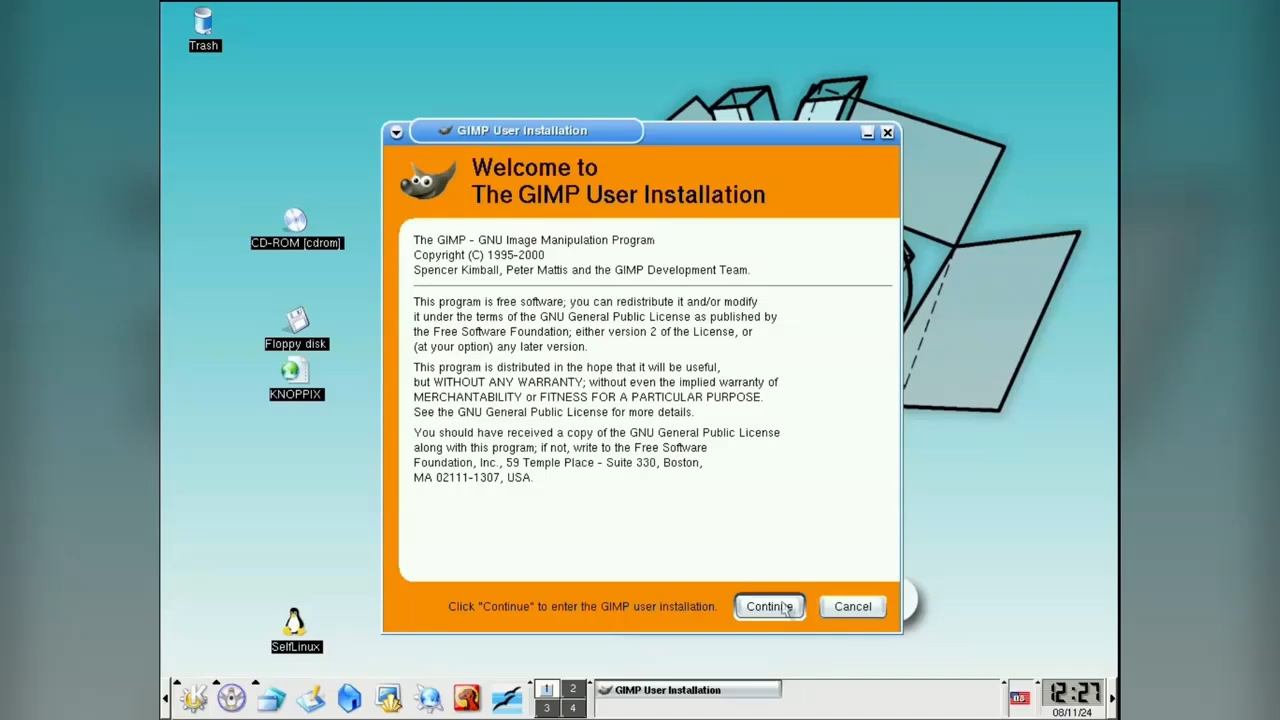 Trash
GIMP User Installation
Welcome to
The GIMP User Installation
The GIMP - GNU Image Manipulation Program
Copyright (C) 1995-2000
Spencer Kimball, Peter Mattis and the GIMP Development Team.
This program is free software; you can redistribute it and/or modify
it under the terms of the GNU General Public License as published by
the Free Software Foundation; either version 2 of the License, or
(at your option) any later version.
This program is distributed in the hope that it will be useful,
but WITHOUT ANY WARRANTY; without even the implied warranty of
MERCHANTABILITY or FITNESS FOR A PARTICULAR PURPOSE.
See the GNU General Public License for more details.
You should have received a copy of the GNU General Public License
along with this program; if not, write to the Free Software
Foundation, Inc., 59 Temple Place - Suite 330, Boston,
MA 02111-1307, USA.
Click "Continue" to enter the GIMP user installation.
Continue
Cancel
CD-ROM [cdrom]
Floppy disk
KNOPPIX
SelfLinux
1
2
3
4
GIMP User Installation
US
12:27
08/11/24